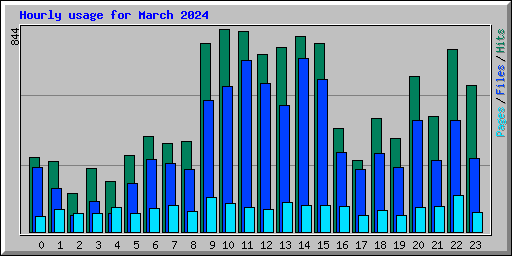 Hourly usage for March 2024
844
Pages/Files/Hits
0 1 2 3 4 5 6 7 8 9 10 11 12 13 14 15 16 17 18 19 20 21 22 23